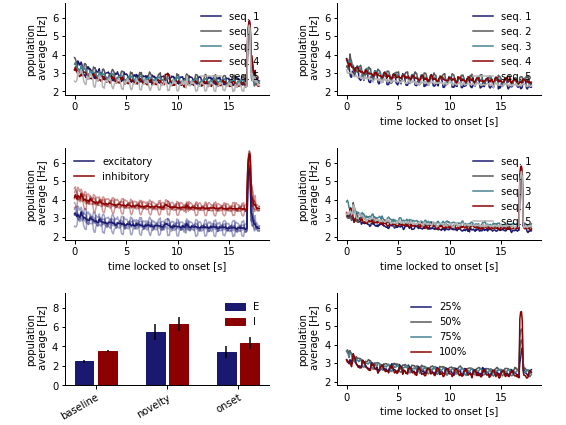 population
average [Hz]
6
5
4
3
2
0
5
10
15
seq. 1
seq. 2
seq. 3
seq. 4
seq. 5
population
average [Hz]
6
5
4
3
2
0
5
10
15
seq. 1
seq. 2
seq. 3
seq. 4
seq. 5
time locked to onset [s]
population
average [Hz]
6
5
4
3
2
0
5
10
15
excitatory
inhibitory
time locked to onset [s]
population
average [Hz]
6
5
4
3
2
0
5
10
15
seq. 1
seq. 2
seq. 3
seq. 4
seq. 5
time locked to onset [s]
population
average [Hz]
8
6
4
2
0
E
I
baseline
novelty
onset
population
average [Hz]
6
5
4
3
2
0
5
10
15
25%
50%
75%
100%
time locked to onset [s]